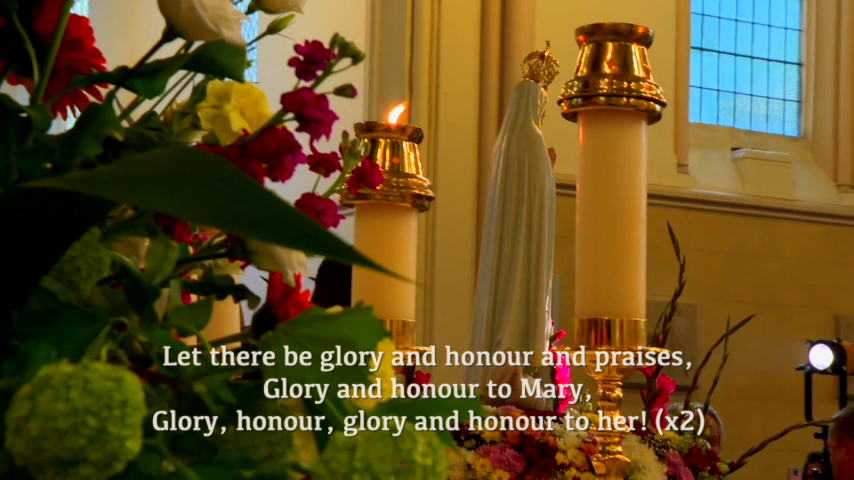 Let there be glory and honour and praises,
Glory and honour to Mary,
Glory, honour, glory and honour to her! (x2)